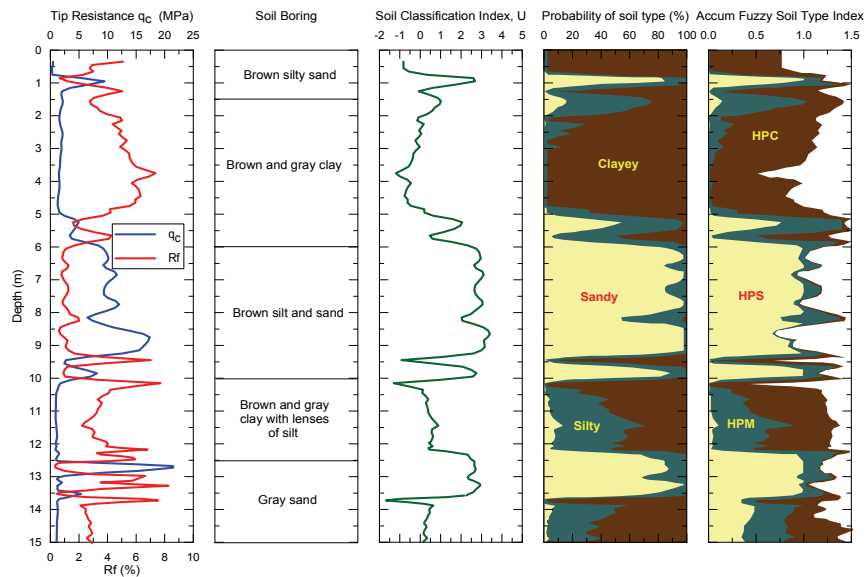 Tip Resistance qC (MPa)
Soil Boring
Soil Classification Index, U
Probability of soil type (%)
Accum Fuzzy Soil Type Index
0 5 10 15 20 25
-2 -1 0 1 2 3 4 5
0 20 40 60 80 100
0.0 0.5 1.0 1.5
0
1
2
3
4
5
6
7
8
9
10
11
12
13
14
15
Depth (m)
qC
Rf
Brown silty sand
Brown and gray clay
Brown silt and sand
Brown and gray
clay with lenses
of silt
Gray sand
Clayey
Sandy
Silty
HPC
HPS
HPM
0 2 4 6 8 10
Rf (%)